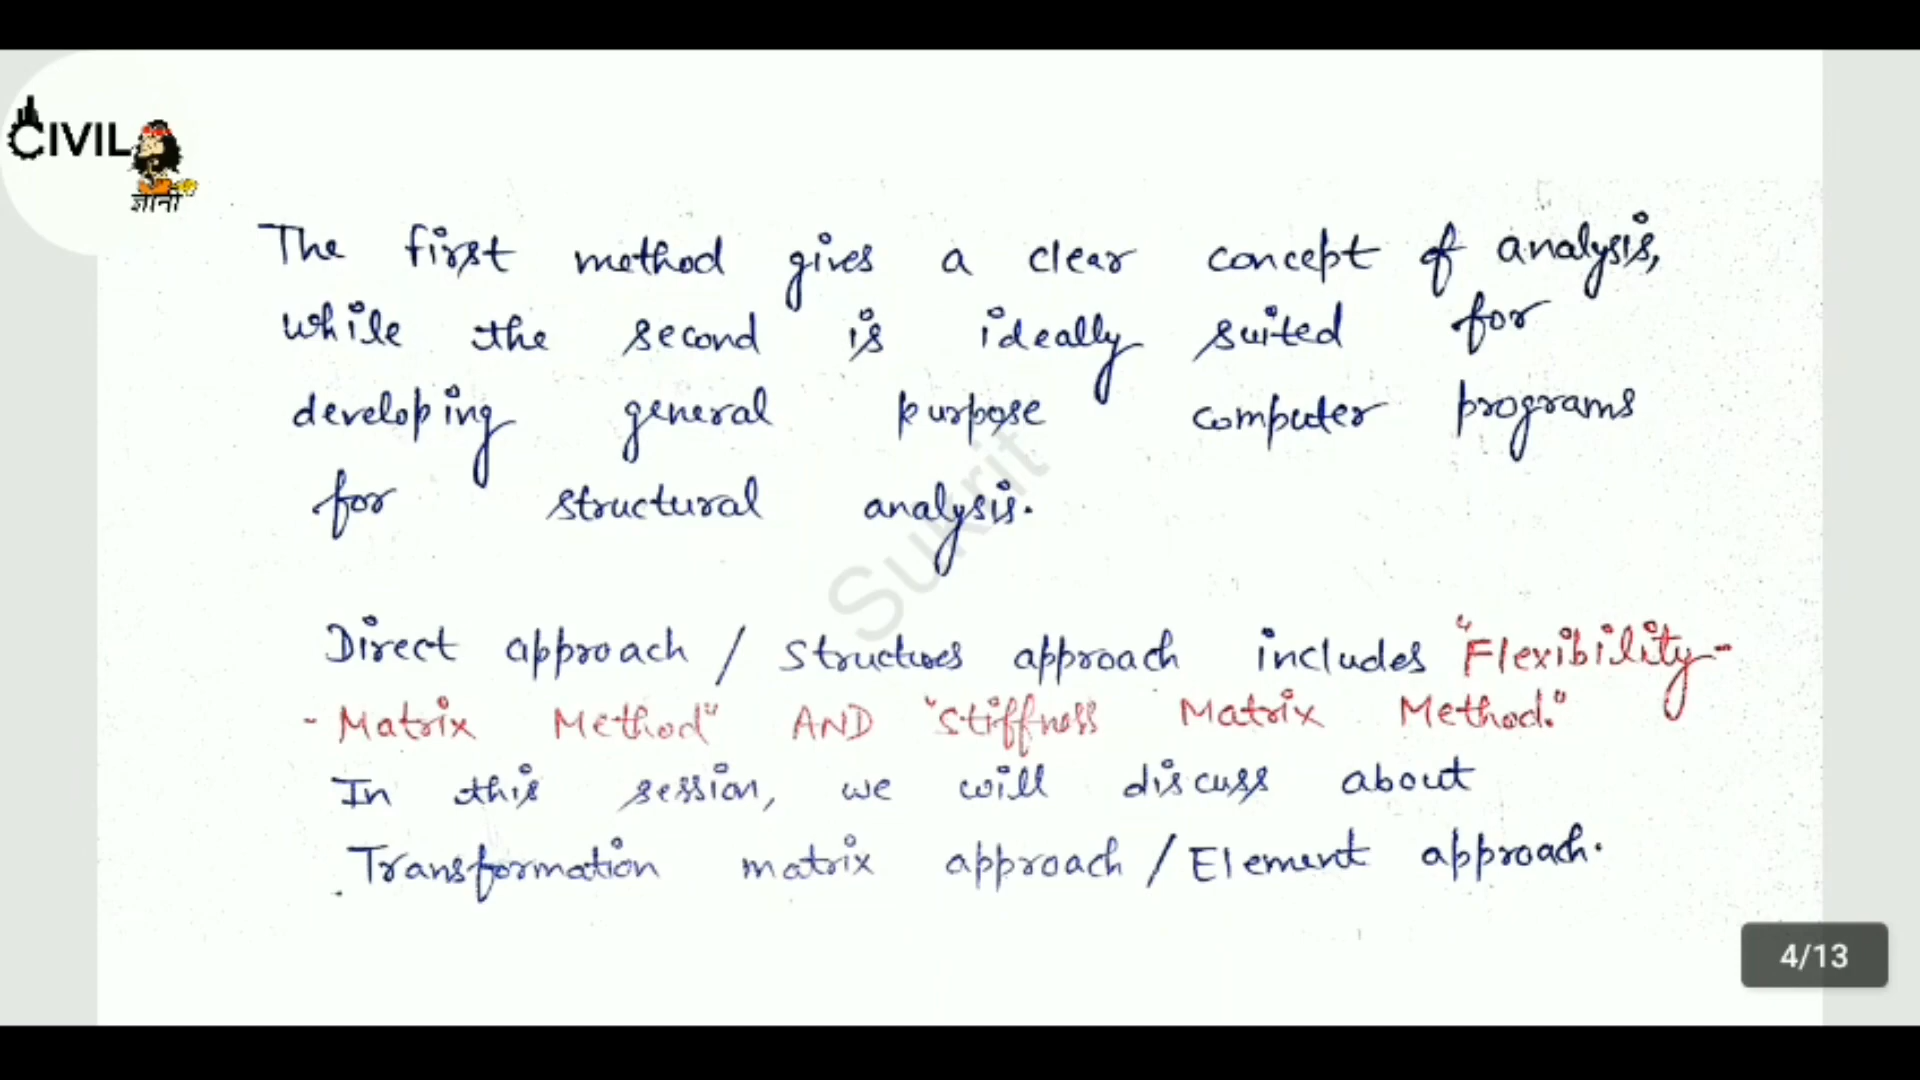 CIVIL
ज्ञानी
The first method gives a clear concept of analysis,
while the second is ideally suited for
developing general purpose computer programs
for structural analysis.
Sukrit
Direct approach / Structures approach includes "Flexibility-
- Matrix Method" AND "Stiffness Matrix Method."
In this session, we will discuss about
Transformation matrix approach / Element approach.
4/13